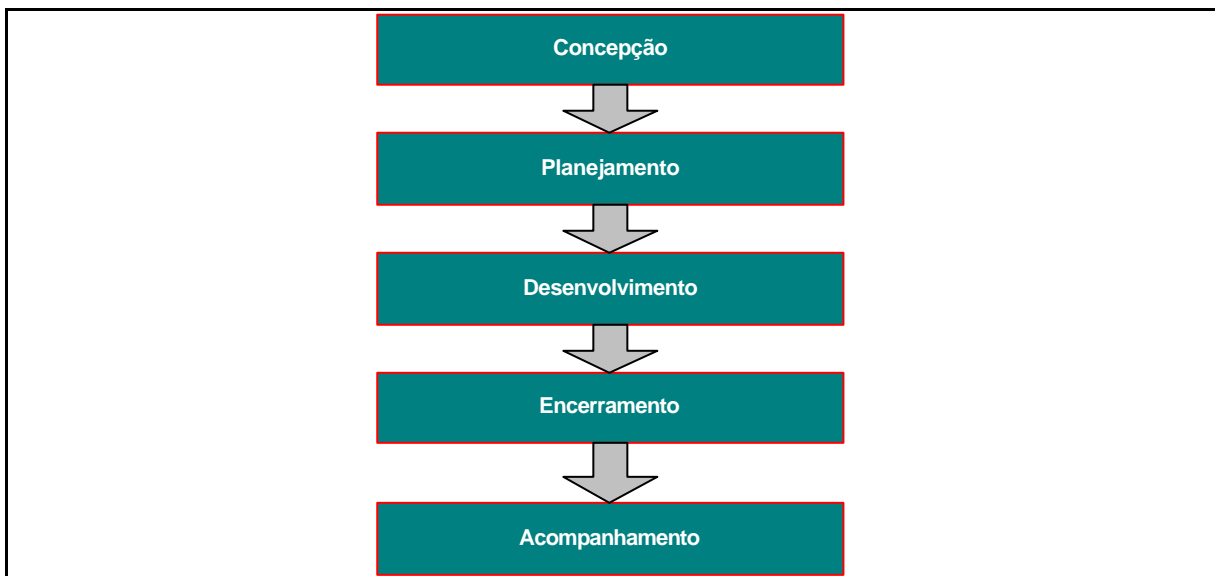 Concepção
Planejamento
Desenvolvimento
Encerramento
Acompanhamento